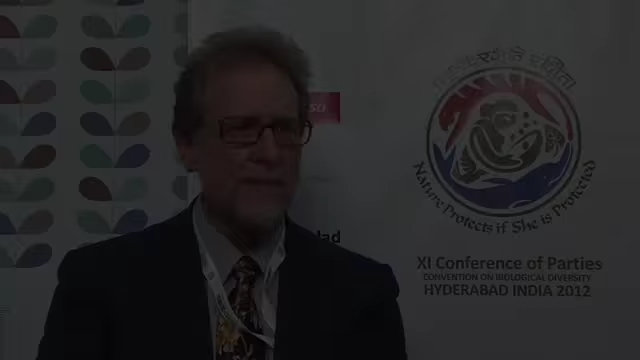 Nature Protects if She is Protected
XI Conference of Parties
CONVENTION ON BIOLOGICAL DIVERSITY
HYDERABAD INDIA 2012